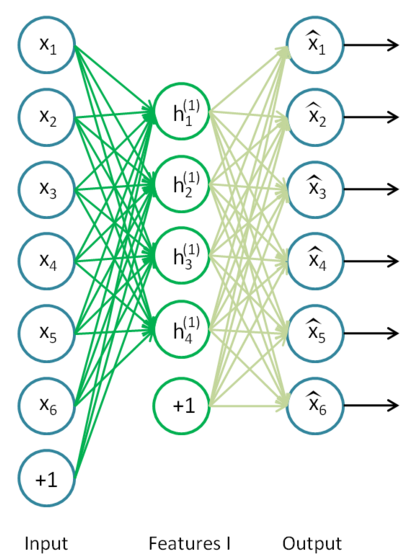 x₁ x̂₁
h₁⁽¹⁾
x₂ x̂₂
h₂⁽¹⁾
x₃ x̂₃
h₃⁽¹⁾
x₄ x̂₄
h₄⁽¹⁾
x₅ x̂₅
x₆ +1 x̂₆
+1
Input Features I Output